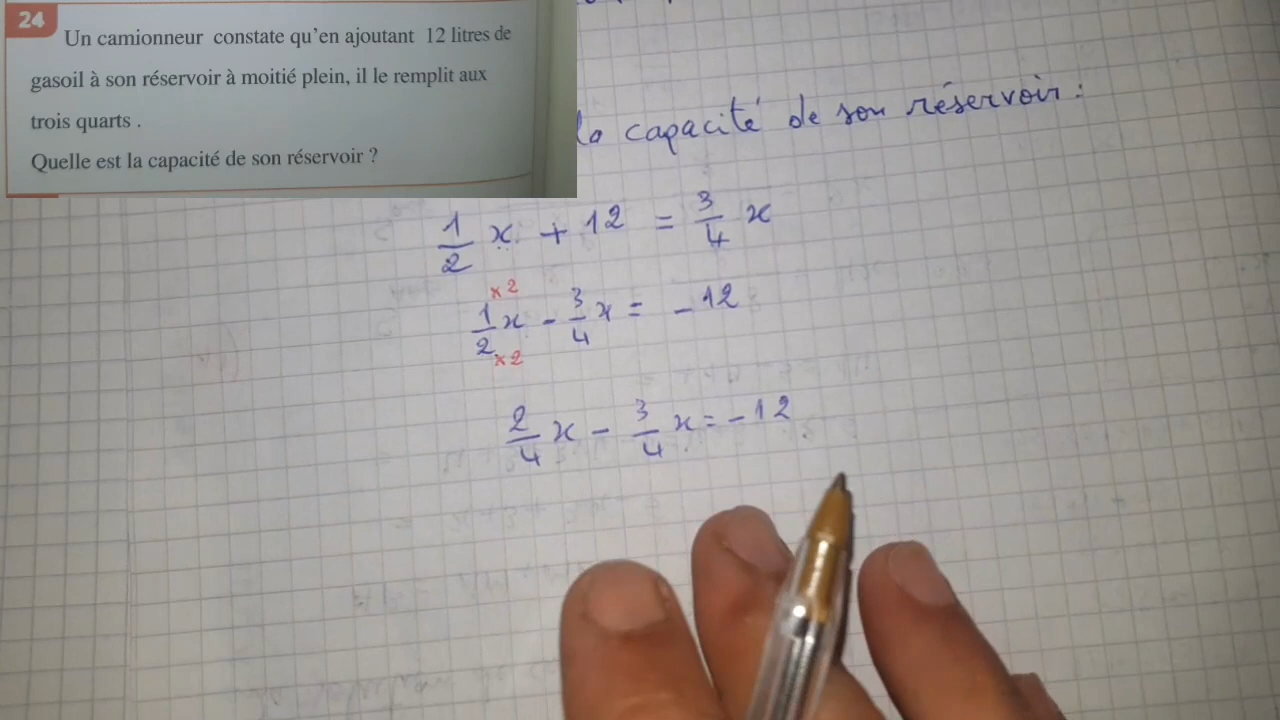 24
Un camionneur constate qu'en ajoutant 12 litres de
gasoil à son réservoir à moitié plein, il le remplit aux
trois quarts .
Quelle est la capacité de son réservoir ?
la capacité de son réservoir :
1/2 x + 12 = 3/4 x
×2
1/2 x - 3/4 x = -12
×2
2/4 x - 3/4 x = -12